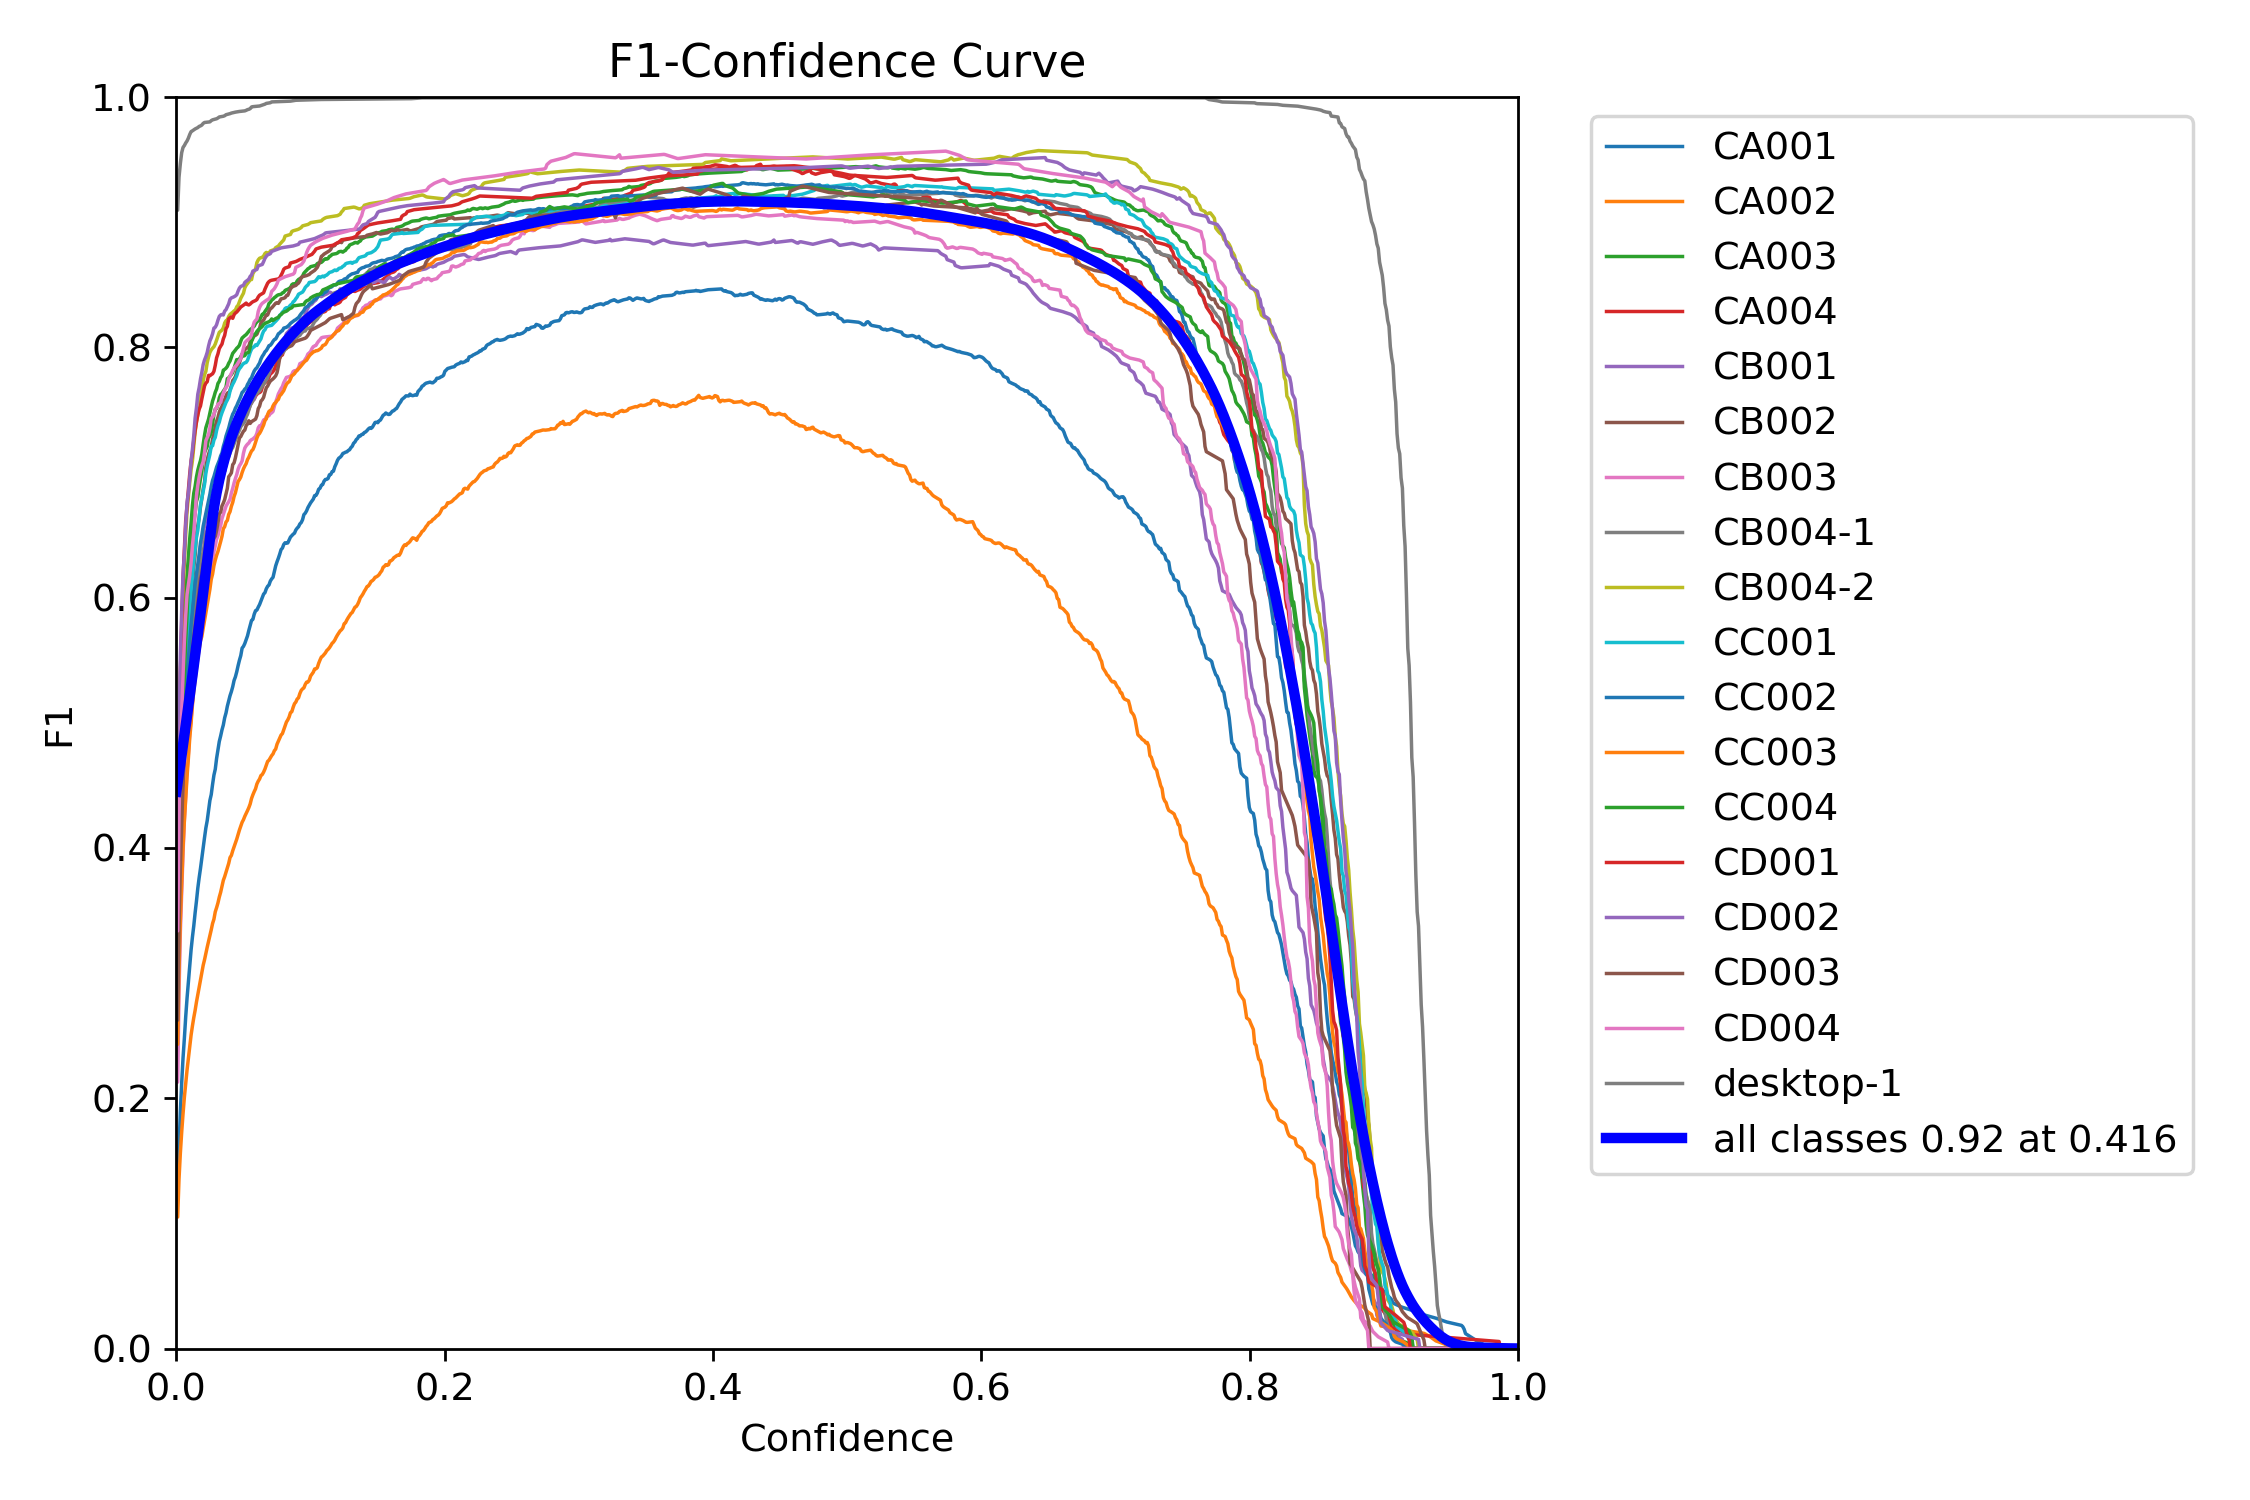 F1-Confidence Curve
1.0
0.8
0.6
0.4
0.2
0.0
F1
0.0 0.2 0.4 0.6 0.8 1.0
Confidence
CA001
CA002
CA003
CA004
CB001
CB002
CB003
CB004-1
CB004-2
CC001
CC002
CC003
CC004
CD001
CD002
CD003
CD004
desktop-1
all classes 0.92 at 0.416